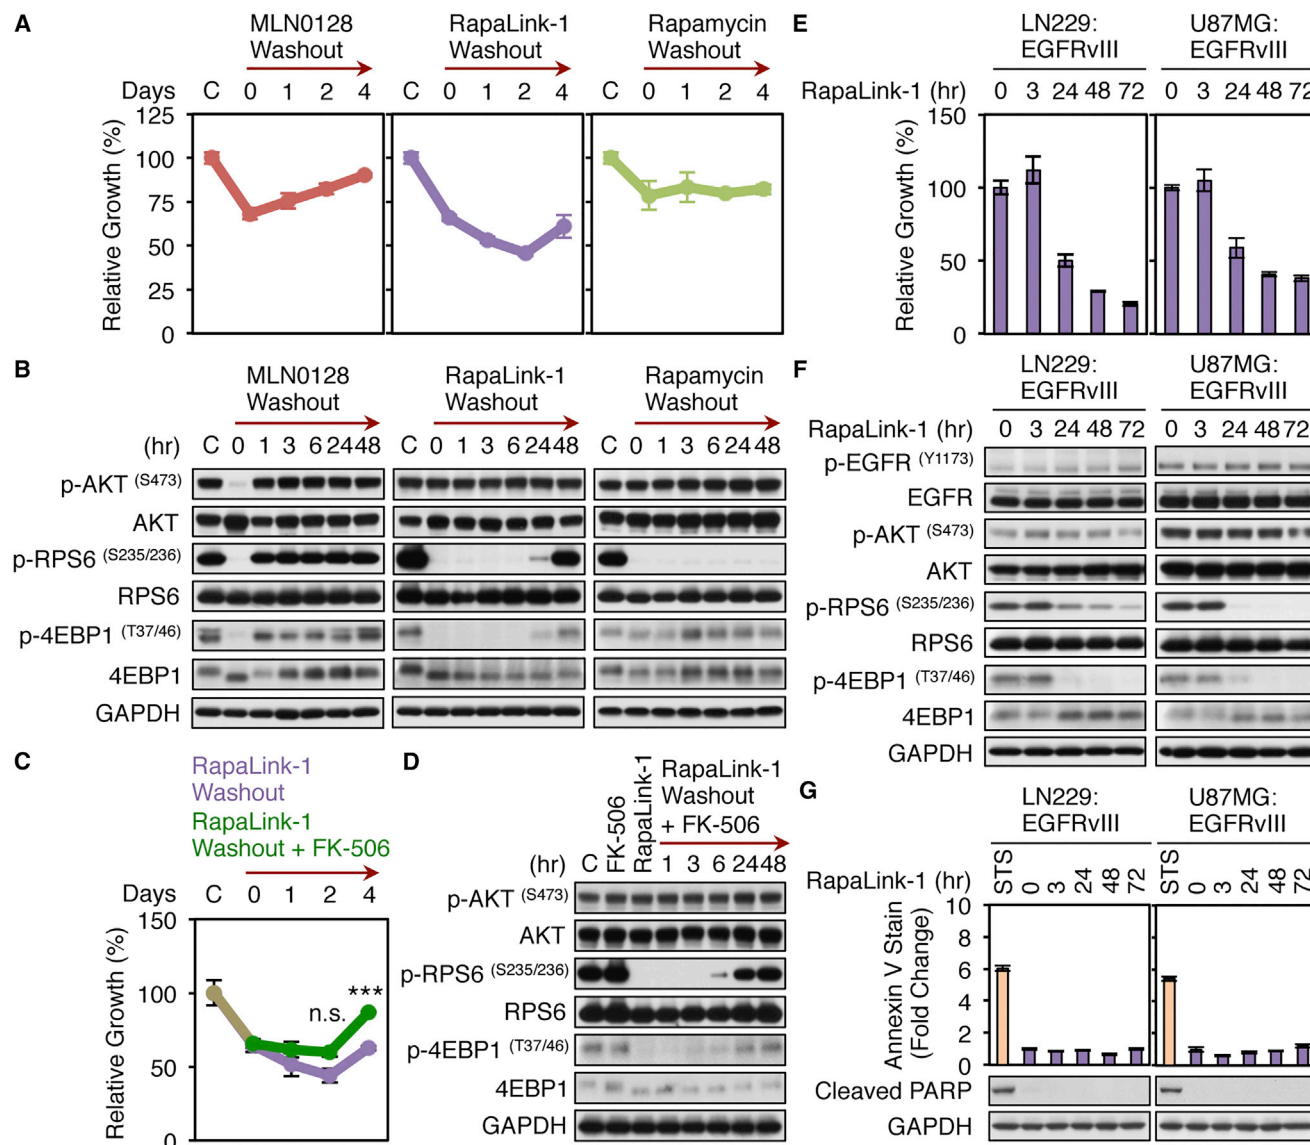 A
MLN0128
Washout
RapaLink-1
Washout
Rapamycin
Washout
Days C 0 1 2 4 C 0 1 2 4 C 0 1 2 4
Relative Growth (%)
125
100
75
50
25
0
B
MLN0128
Washout
RapaLink-1
Washout
Rapamycin
Washout
(hr) C 0 1 3 6 24 48 C 0 1 3 6 24 48 C 0 1 3 6 24 48
p-AKT (S473)
AKT
p-RPS6 (S235/236)
RPS6
p-4EBP1 (T37/46)
4EBP1
GAPDH
C
RapaLink-1
Washout
RapaLink-1
Washout + FK-506
Days C 0 1 2 4
Relative Growth (%)
150
100
50
0
n.s.
***
D
FK-506
RapaLink-1
RapaLink-1
Washout
+ FK-506
(hr) C 1 3 6 24 48
p-AKT (S473)
AKT
p-RPS6 (S235/236)
RPS6
p-4EBP1 (T37/46)
4EBP1
GAPDH
E
LN229:
EGFRvIII
U87MG:
EGFRvIII
RapaLink-1 (hr) 0 3 24 48 72 0 3 24 48 72
Relative Growth (%)
150
100
50
0
F
LN229:
EGFRvIII
U87MG:
EGFRvIII
RapaLink-1 (hr) 0 3 24 48 72 0 3 24 48 72
p-EGFR (Y1173)
EGFR
p-AKT (S473)
AKT
p-RPS6 (S235/236)
RPS6
p-4EBP1 (T37/46)
4EBP1
GAPDH
G
LN229:
EGFRvIII
U87MG:
EGFRvIII
RapaLink-1 (hr) STS 0 3 24 48 72 STS 0 3 24 48 72
Annexin V Stain
(Fold Change)
10
8
6
4
2
0
Cleaved PARP
GAPDH